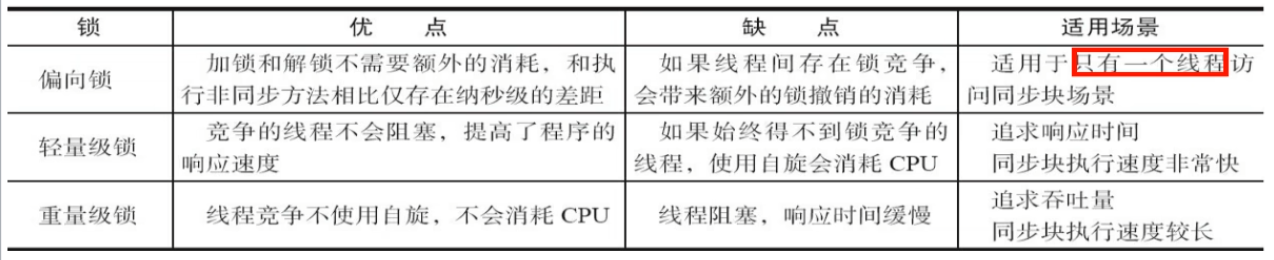 锁 优 点 缺 点 适用场景
偏向锁 加锁和解锁不需要额外的消耗，和执行非同步方法相比仅存在纳秒级的差距 如果线程间存在锁竞争，会带来额外的锁撤销的消耗 适用于只有一个线程访问同步块场景
轻量级锁 竞争的线程不会阻塞，提高了程序的响应速度 如果始终得不到锁竞争的线程，使用自旋会消耗 CPU 追求响应时间 同步块执行速度非常快
重量级锁 线程竞争不使用自旋，不会消耗 CPU 线程阻塞，响应时间缓慢 追求吞吐量 同步块执行速度较长